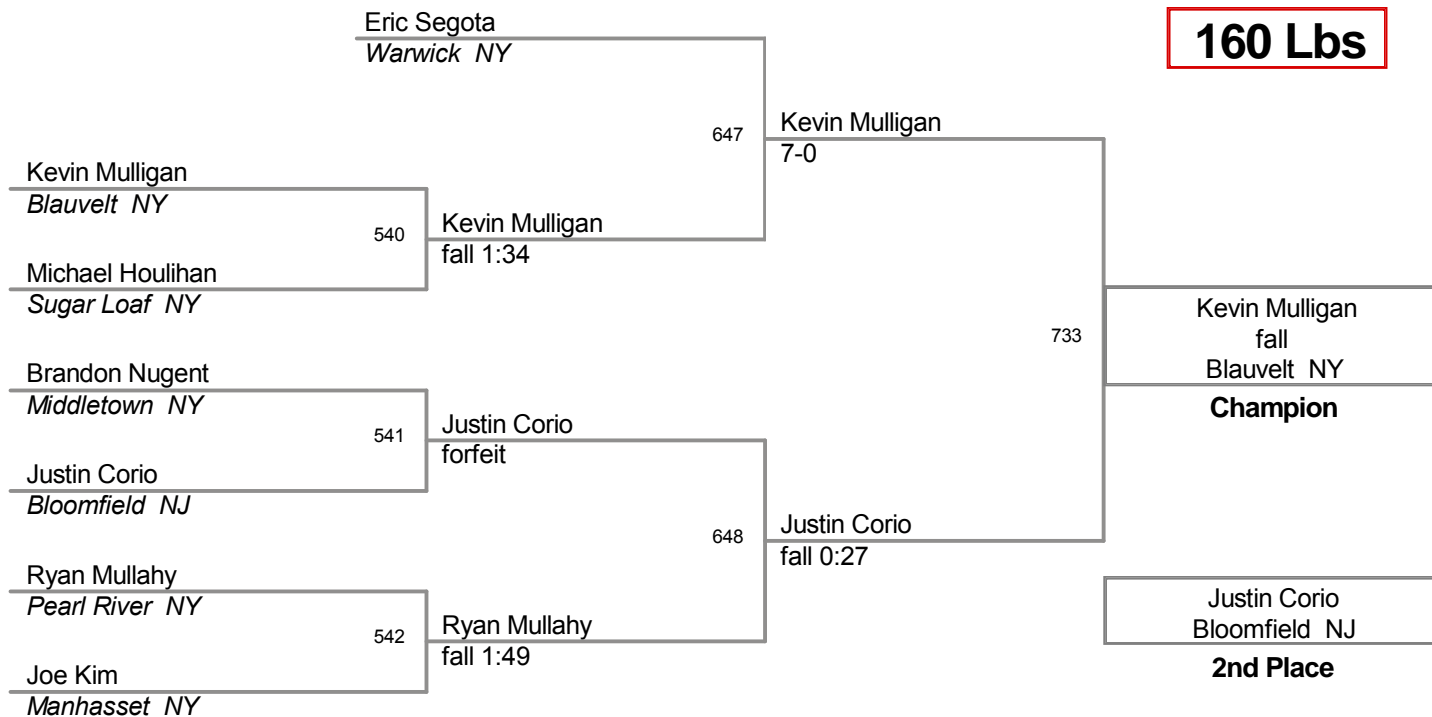 Eric Segota
Warwick NY
160 Lbs
647
Kevin Mulligan
7-0
Kevin Mulligan
Blauvelt NY
540
Kevin Mulligan
fall 1:34
Michael Houlihan
Sugar Loaf NY
733
Kevin Mulligan
fall
Blauvelt NY
Champion
Brandon Nugent
Middletown NY
541
Justin Corio
forfeit
Justin Corio
Bloomfield NJ
648
Justin Corio
fall 0:27
Ryan Mullahy
Pearl River NY
542
Ryan Mullahy
fall 1:49
Joe Kim
Manhasset NY
Justin Corio
Bloomfield NJ
2nd Place